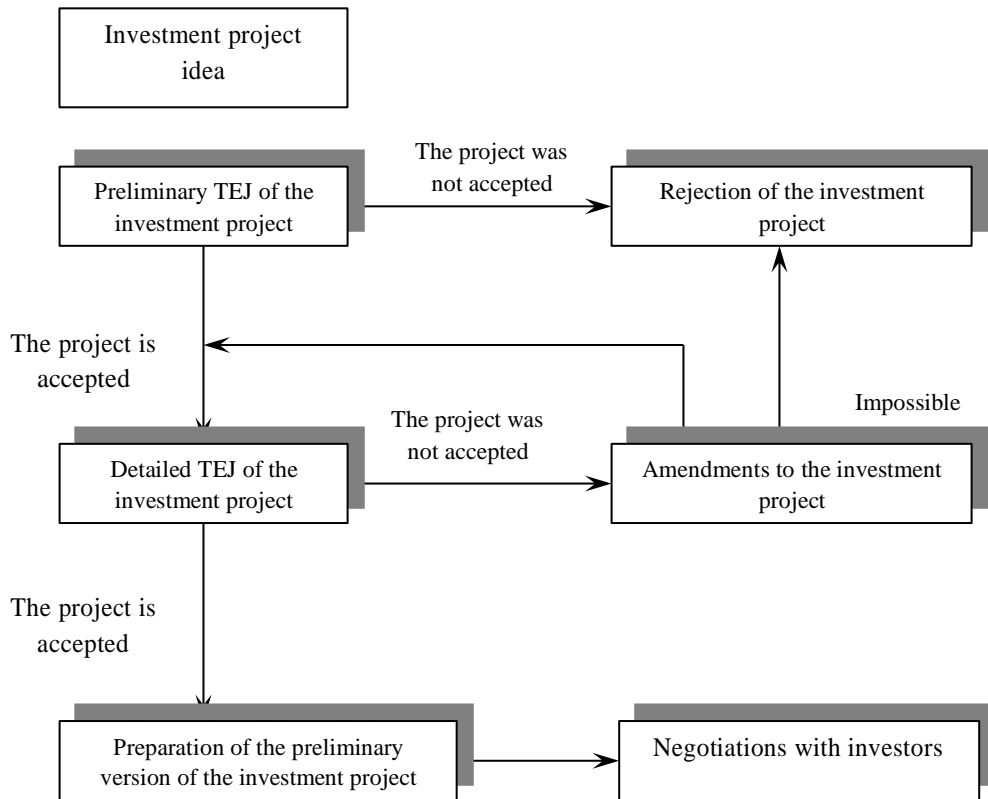 Investment project
idea
The project was
not accepted
Preliminary TEJ of the
investment project
Rejection of the investment
project
The project is
accepted
Impossible
The project was
not accepted
Detailed TEJ of the
investment project
Amendments to the investment
project
The project is
accepted
Preparation of the preliminary
version of the investment project
Negotiations with investors